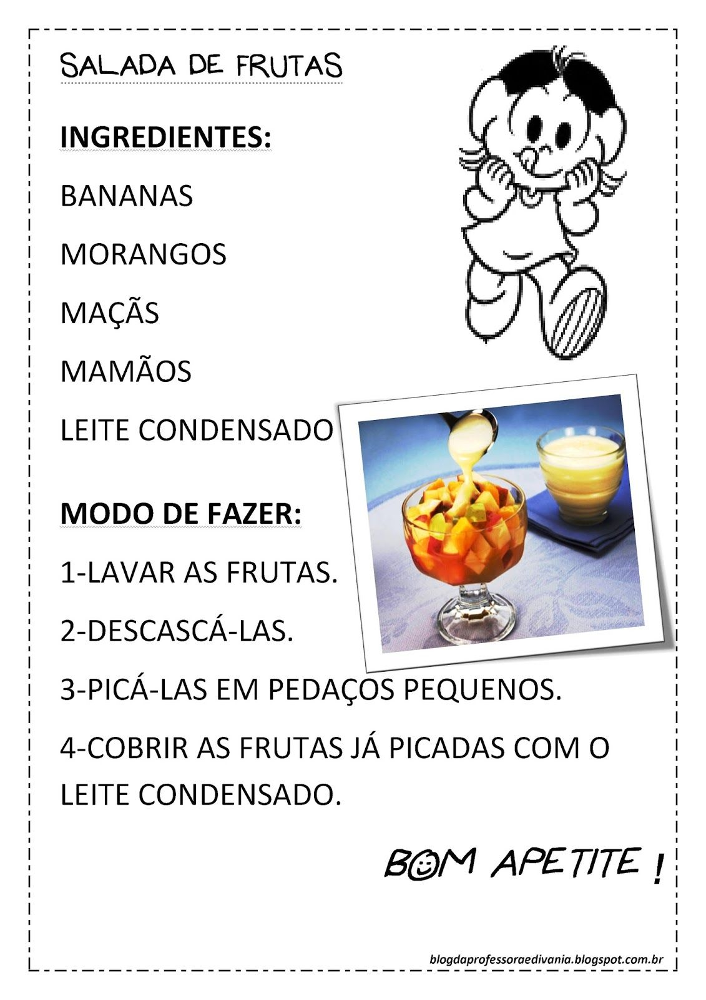 SALADA DE FRUTAS
INGREDIENTES:
BANANAS
MORANGOS
MAÇÃS
MAMÃOS
LEITE CONDENSADO
MODO DE FAZER:
1-LAVAR AS FRUTAS.
2-DESCASCÁ-LAS.
3-PICÁ-LAS EM PEDAÇOS PEQUENOS.
4-COBRIR AS FRUTAS JÁ PICADAS COM O
LEITE CONDENSADO.
BOM APETITE !
blogdaprofessoraedivania.blogspot.com.br